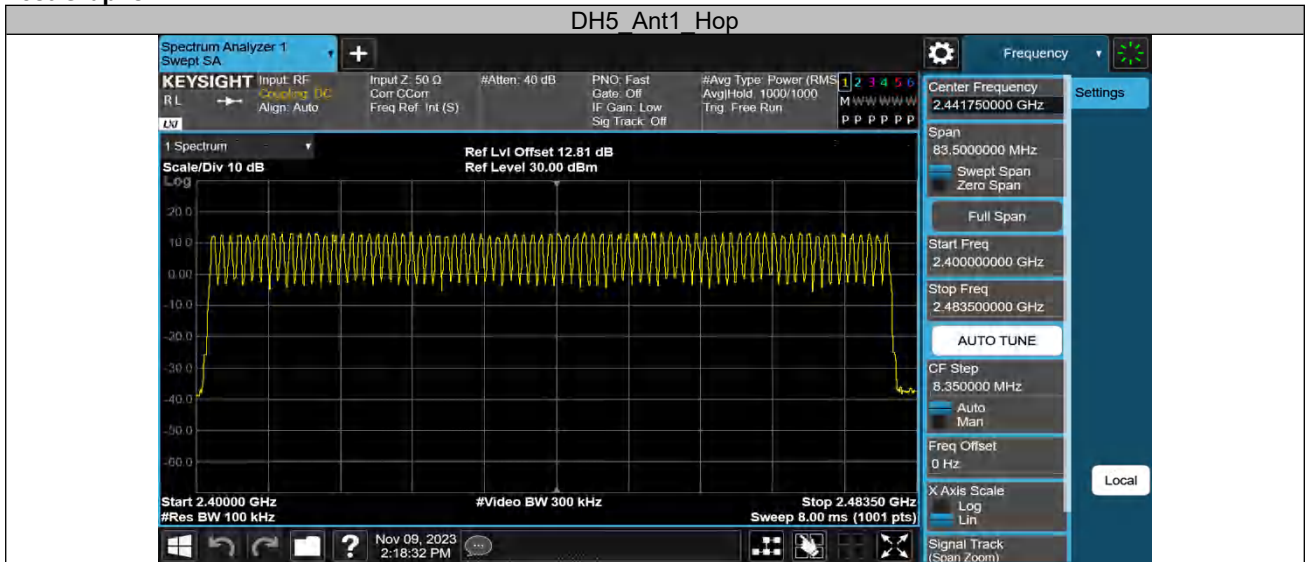 DH5_Ant1_Hop
Spectrum Analyzer 1
Swept SA
Frequency
KEYSIGHT
RL
LXI
Input: RF
Coupling: DC
Align: Auto
Input Z: 50 Ω
Corr CCorr
Freq Ref: Int (S)
#Atten: 40 dB
PNO: Fast
Gate: Off
IF Gain: Low
Sig Track: Off
#Avg Type: Power (RMS
Avg|Hold: 1000/1000
Trig: Free Run
1 2 3 4 5 6
M W W W W W
P P P P P P
Center Frequency
2.441750000 GHz
Settings
Span
83.5000000 MHz
Swept Span
Zero Span
Full Span
Start Freq
2.400000000 GHz
Stop Freq
2.483500000 GHz
AUTO TUNE
CF Step
8.350000 MHz
Auto
Man
Freq Offset
0 Hz
X Axis Scale
Log
Lin
Signal Track
(Span Zoom)
Local
1 Spectrum
Scale/Div 10 dB
Ref Lvl Offset 12.81 dB
Ref Level 30.00 dBm
Log
20.0
10.0
0.00
-10.0
-20.0
-30.0
-40.0
-50.0
-60.0
Start 2.40000 GHz
#Video BW 300 kHz
Stop 2.48350 GHz
#Res BW 100 kHz
Sweep 8.00 ms (1001 pts)
?
Nov 09, 2023
2:18:32 PM